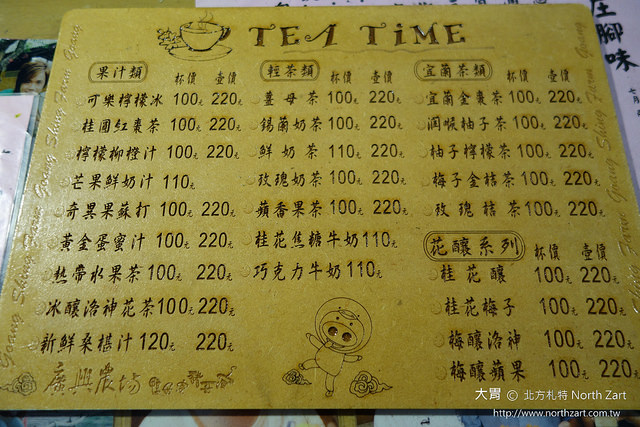 TEA TiME
果汁類 杯價 壺價
可樂檸檬冰 100元 220元
桂圓紅棗茶 100元 220元
檸檬柳橙汁 100元 220元
芒果鮮奶汁 110元
奇異果蘇打 100元 220元
黃金蛋蜜汁 100元 220元
熱帶水果茶 100元 220元
冰釀洛神花茶 100元 220元
新鮮桑椹汁 120元 220元
輕茶類 杯價 壺價
薑母茶 100元 220元
錫蘭奶茶 100元 220元
鮮奶茶 110元 220元
玫瑰奶茶 100元 220元
蘋香果茶 100元 220元
桂花焦糖牛奶 110元
巧克力牛奶 110元
宜蘭茶類 杯價 壺價
宜蘭金棗茶 100元 220元
潤喉柚子茶 100元 220元
柚子檸檬茶 100元 220元
梅子金桔茶 100元 220元
玫瑰桔茶 100元 220元
花釀系列 杯價 壺價
桂花釀 100元 220元
桂花梅子 100元 220元
梅釀洛神 100元 220元
梅釀蘋果 100元 220元
廣興農場
Goang Shing Farm Goang
Goang Shing Farm Goang
腳味
大胃 © 北方札特 North Zart
http://www.northzart.com.tw